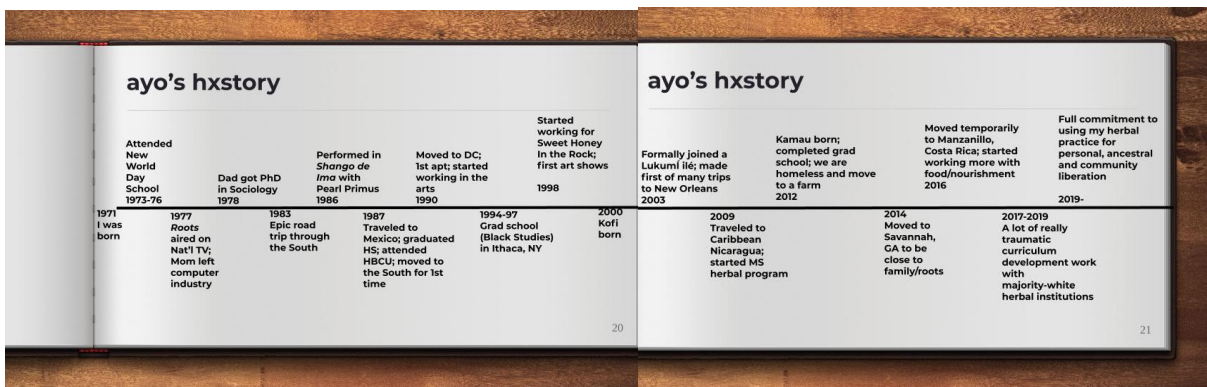 ayo's hxstory
Attended
New
World
Day
School
1973-76
Dad got PhD
in Sociology
1978
Performed in
Shango de
Ima with
Pearl Primus
1986
Moved to DC;
1st apt; started
working in the
arts
1990
Started
working for
Sweet Honey
In the Rock;
first art shows
1998
1971
I was
born
1977
Roots
aired on
Nat'l TV;
Mom left
computer
industry
1983
Epic road
trip through
the South
1987
Traveled to
Mexico; graduated
HS; attended
HBCU; moved to
the South for 1st
time
1994-97
Grad school
(Black Studies)
in Ithaca, NY
2000
Kofi
born
20
ayo's hxstory
Formally joined a
Lukumí ilé; made
first of many trips
to New Orleans
2003
Kamau born;
completed grad
school; we are
homeless and move
to a farm
2012
Moved temporarily
to Manzanillo,
Costa Rica; started
working more with
food/nourishment
2016
Full commitment to
using my herbal
practice for
personal, ancestral
and community
liberation
2019-
2009
Traveled to
Caribbean
Nicaragua;
started MS
herbal program
2014
Moved to
Savannah,
GA to be
close to
family/roots
2017-2019
A lot of really
traumatic
curriculum
development work
with
majority-white
herbal institutions
21